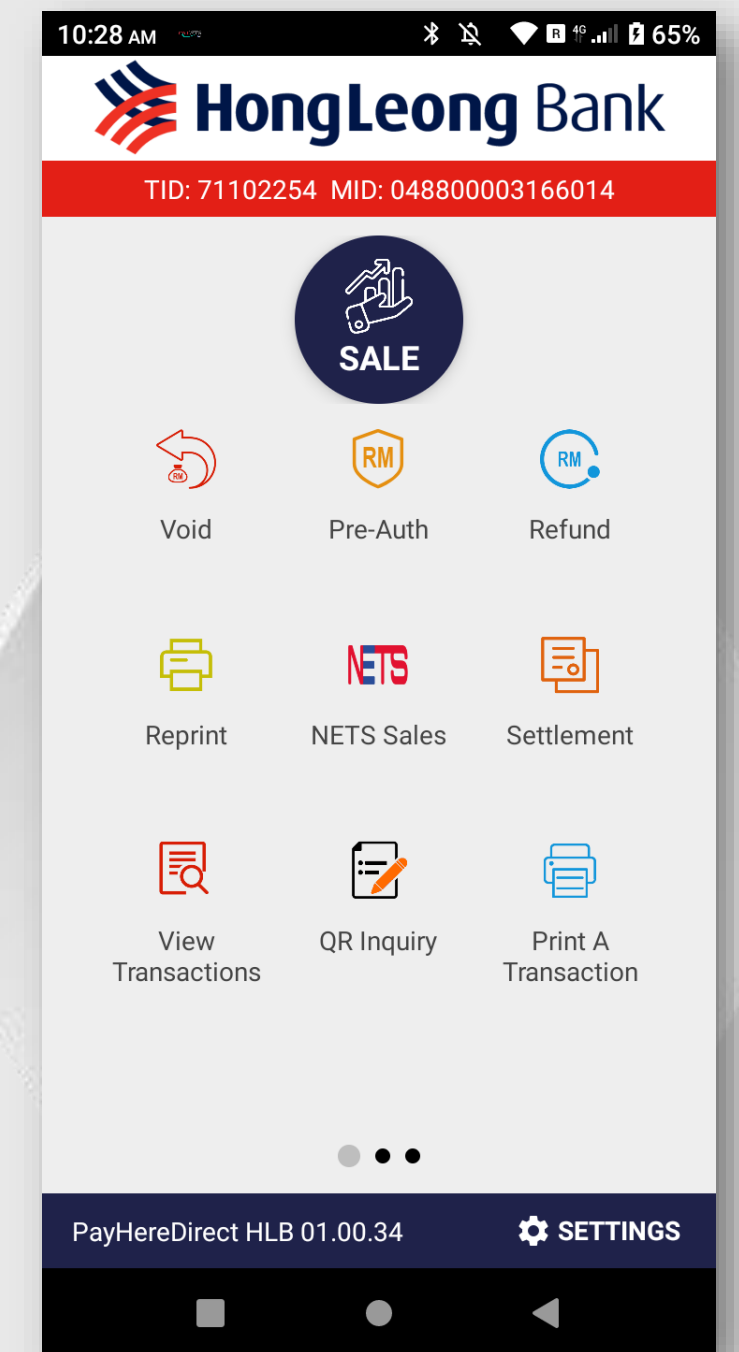 10:28 AM R 4G 65%
HongLeong Bank
TID: 71102254 MID: 048800003166014
SALE
RM RM RM
Void Pre-Auth Refund
NETS
Reprint NETS Sales Settlement
View Transactions QR Inquiry Print A Transaction
PayHereDirect HLB 01.00.34 SETTINGS